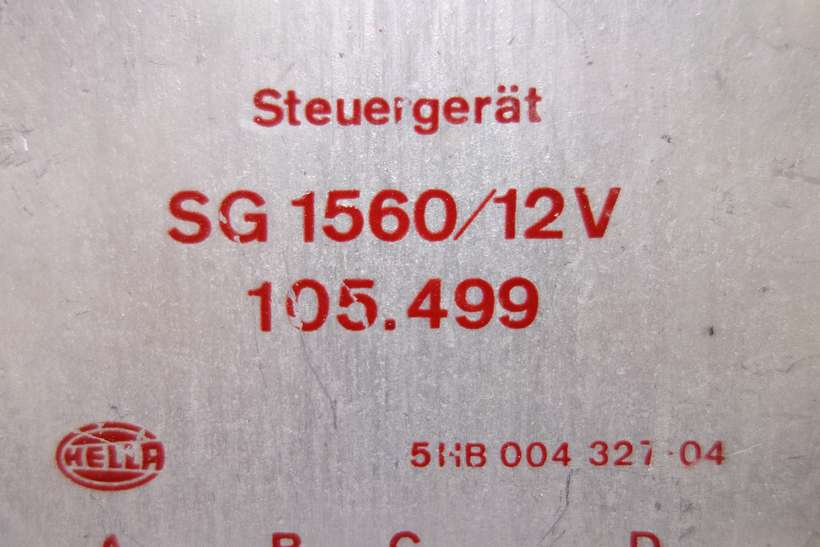 Steuergerät
SG 1560/12V
105.499
HELLA
5HB 004 327-04
A B C D